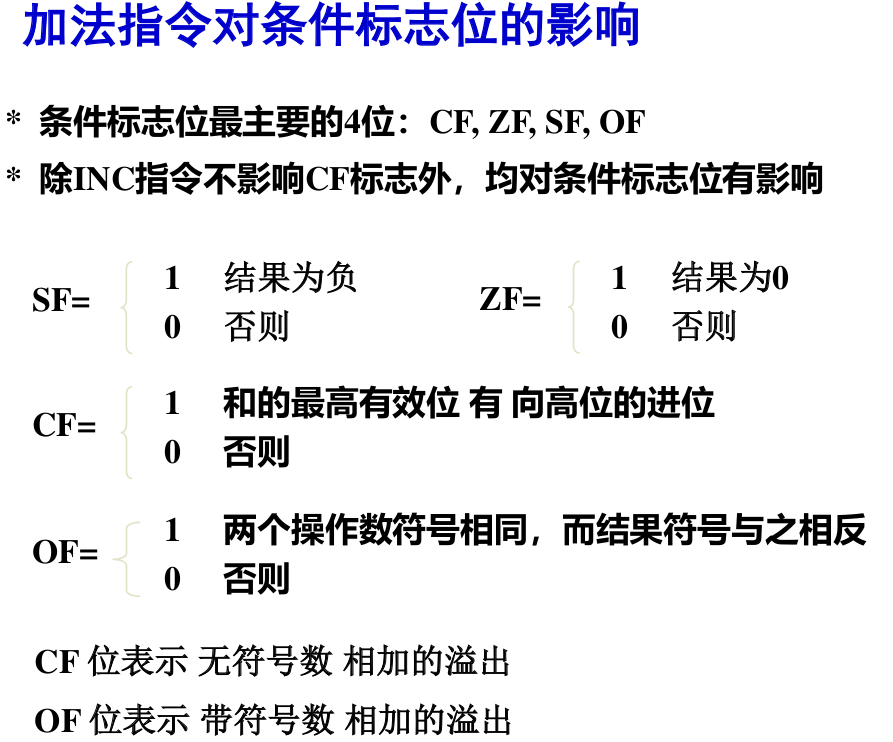 加法指令对条件标志位的影响
* 条件标志位最主要的4位：CF, ZF, SF, OF
* 除INC指令不影响CF标志外，均对条件标志位有影响
SF= 1 结果为负
0 否则
ZF= 1 结果为0
0 否则
CF= 1 和的最高有效位 有 向高位的进位
0 否则
OF= 1 两个操作数符号相同，而结果符号与之相反
0 否则
CF 位表示 无符号数 相加的溢出
OF 位表示 带符号数 相加的溢出